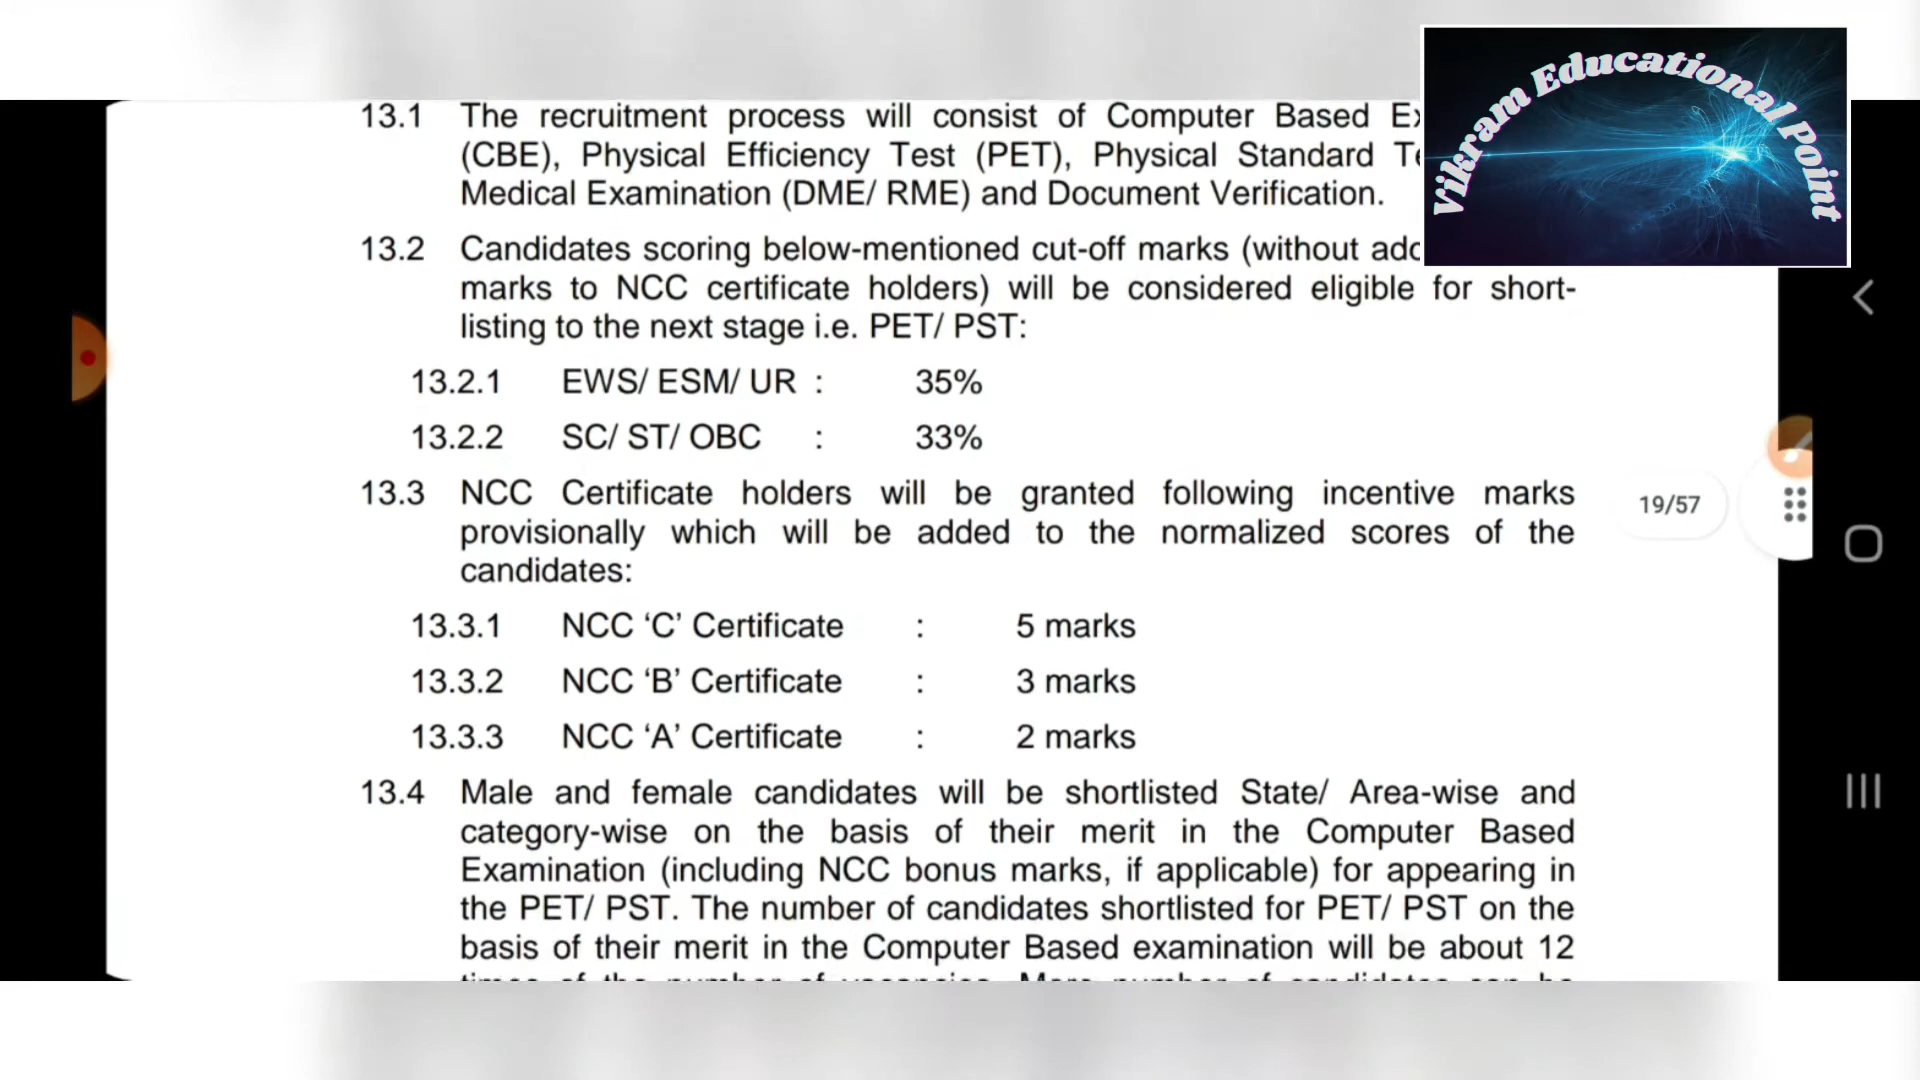 Vikram Educational Point
13.1 The recruitment process will consist of Computer Based
(CBE), Physical Efficiency Test (PET), Physical Standard
Medical Examination (DME/ RME) and Document Verification.
13.2 Candidates scoring below-mentioned cut-off marks (without
marks to NCC certificate holders) will be considered eligible for short-
listing to the next stage i.e. PET/ PST:
13.2.1 EWS/ ESM/ UR : 35%
13.2.2 SC/ ST/ OBC : 33%
13.3 NCC Certificate holders will be granted following incentive marks
provisionally which will be added to the normalized scores of the
candidates:
19/57
13.3.1 NCC ‘C’ Certificate : 5 marks
13.3.2 NCC ‘B’ Certificate : 3 marks
13.3.3 NCC ‘A’ Certificate : 2 marks
13.4 Male and female candidates will be shortlisted State/ Area-wise and
category-wise on the basis of their merit in the Computer Based
Examination (including NCC bonus marks, if applicable) for appearing in
the PET/ PST. The number of candidates shortlisted for PET/ PST on the
basis of their merit in the Computer Based examination will be about 12